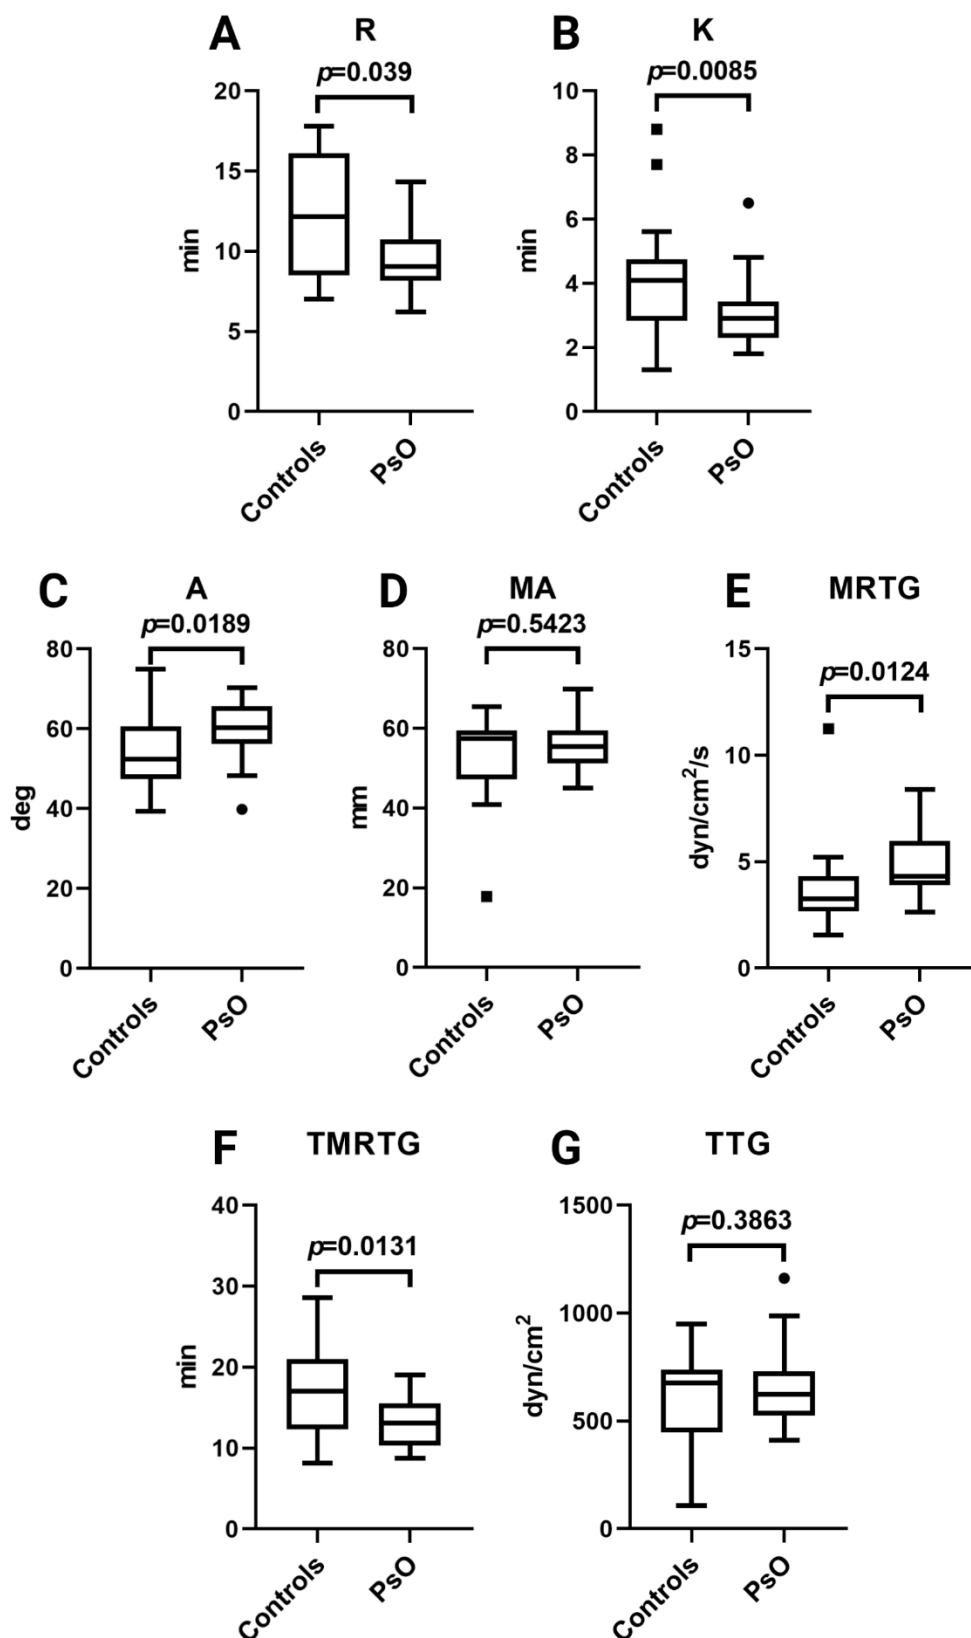 A R
p=0.039
20
15
10
5
0
min
Controls PsO
B K
p=0.0085
10
8
6
4
2
0
min
Controls PsO
C A
p=0.0189
80
60
40
20
0
deg
Controls PsO
D MA
p=0.5423
80
60
40
20
0
mm
Controls PsO
E MRTG
15
p=0.0124
10
5
0
dyn/cm²/s
Controls PsO
F TMRTG
40
p=0.0131
30
20
10
0
min
Controls PsO
G TTG
1500
p=0.3863
1000
500
0
dyn/cm²
Controls PsO